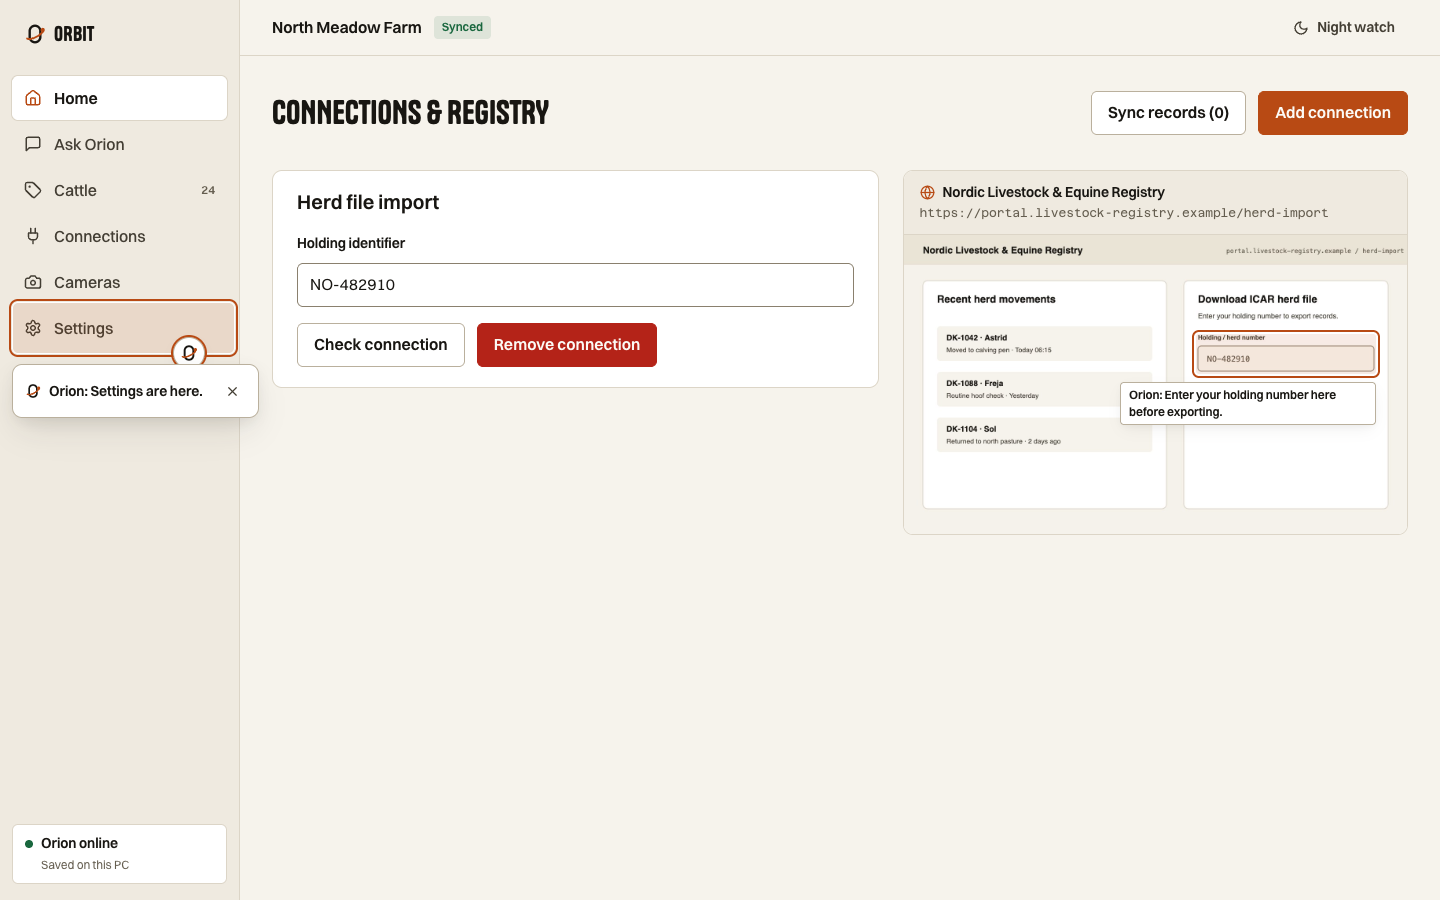 ORBIT
Home
Ask Orion
Cattle 24
Connections
Cameras
Settings
Orion: Settings are here.
Orion online
Saved on this PC
North Meadow Farm Synced
Night watch
CONNECTIONS & REGISTRY
Sync records (0) Add connection
Herd file import
Holding identifier
NO-482910
Check connection Remove connection
Nordic Livestock & Equine Registry
https://portal.livestock-registry.example/herd-import
Nordic Livestock & Equine Registry portal.livestock-registry.example / herd-import
Recent herd movements
DK-1042 · Astrid
Moved to calving pen · Today 06:15
DK-1088 · Freja
Routine hoof check · Yesterday
DK-1104 · Sol
Returned to north pasture · 2 days ago
Download ICAR herd file
Enter your holding number to export records.
Holding / herd number
NO-482910
Orion: Enter your holding number here
before exporting.